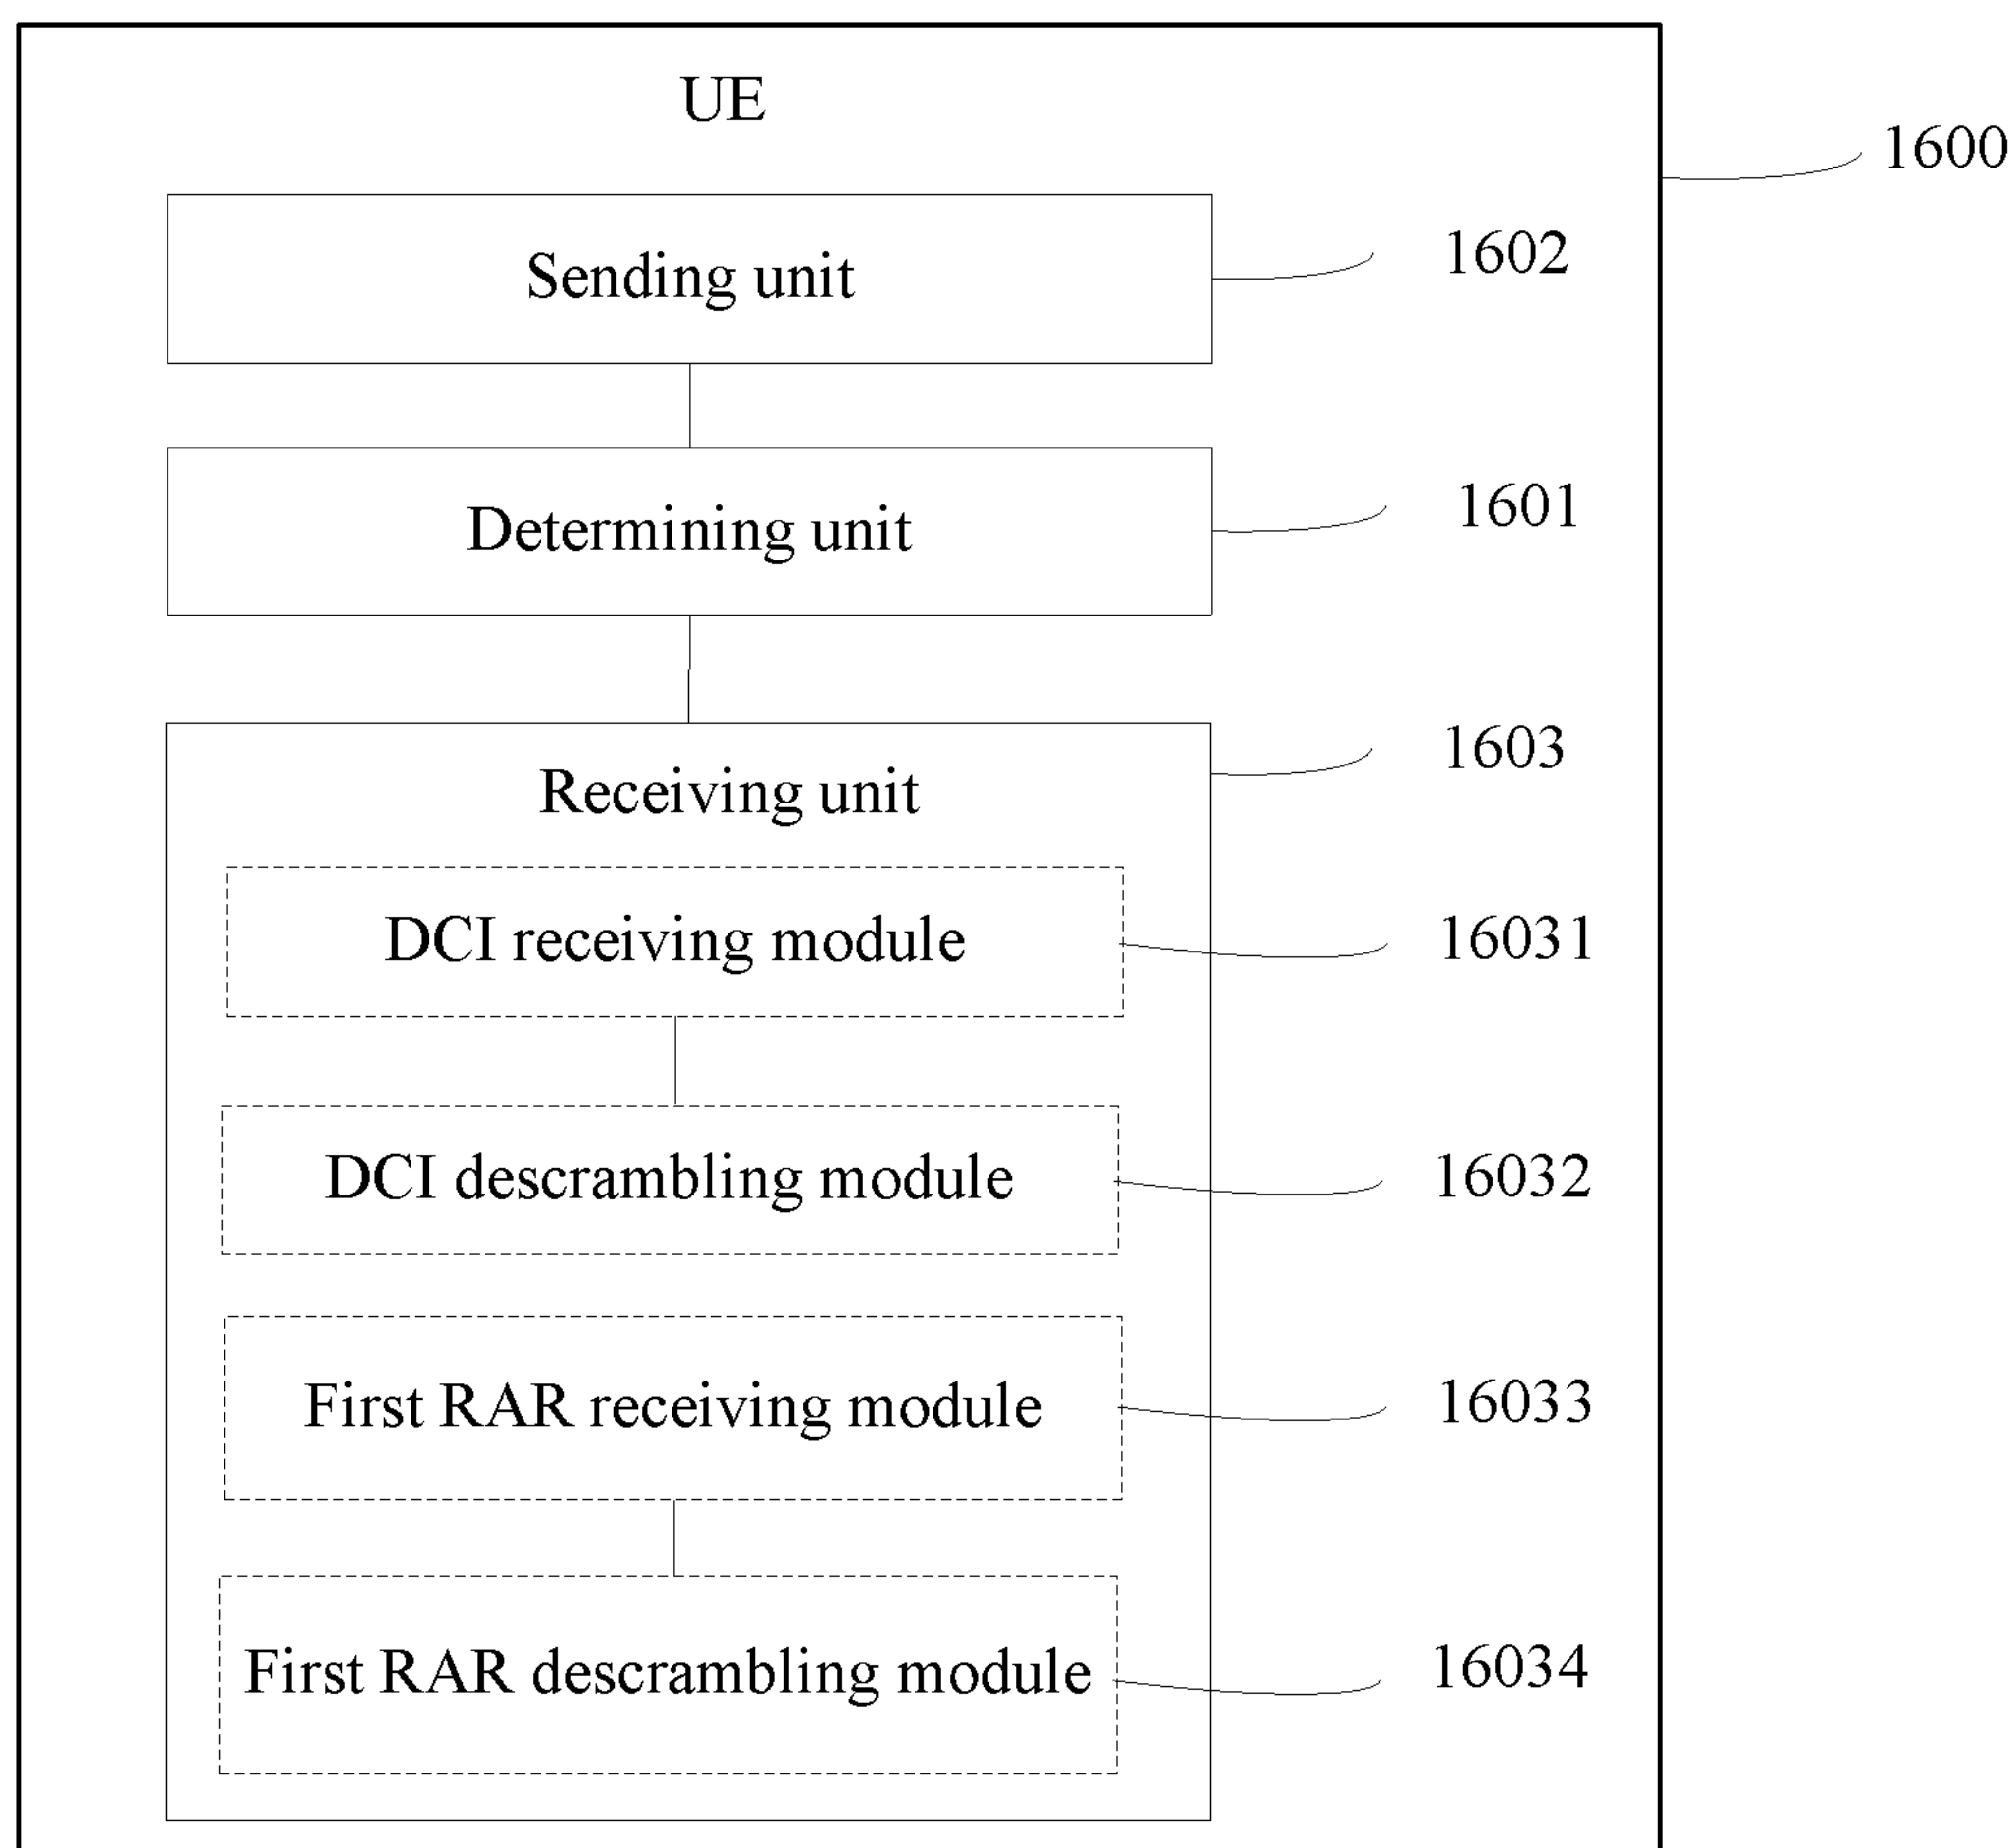 UE
1600
Sending unit
1602
Determining unit
1601
Receiving unit
1603
DCI receiving module
16031
DCI descrambling module
16032
First RAR receiving module
16033
First RAR descrambling module
16034